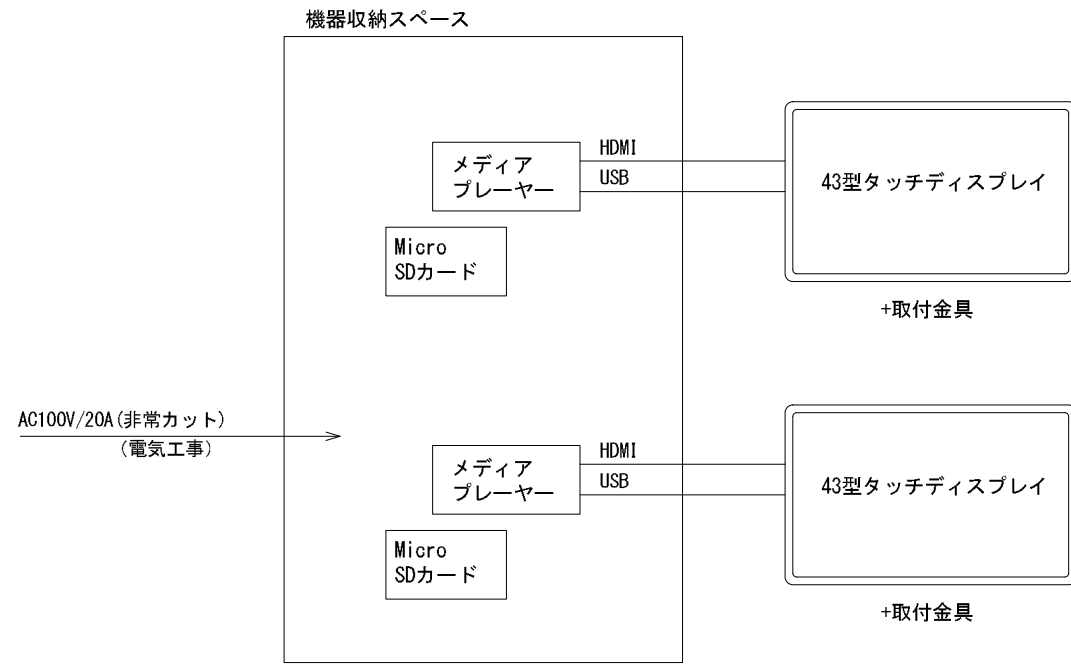 機器収納スペース
HDMI
メディア
プレーヤー
USB
43型タッチディスプレイ
Micro
SDカード
+取付金具
AC100V/20A(非常カット)
(電気工事)
HDMI
メディア
プレーヤー
USB
43型タッチディスプレイ
Micro
SDカード
+取付金具